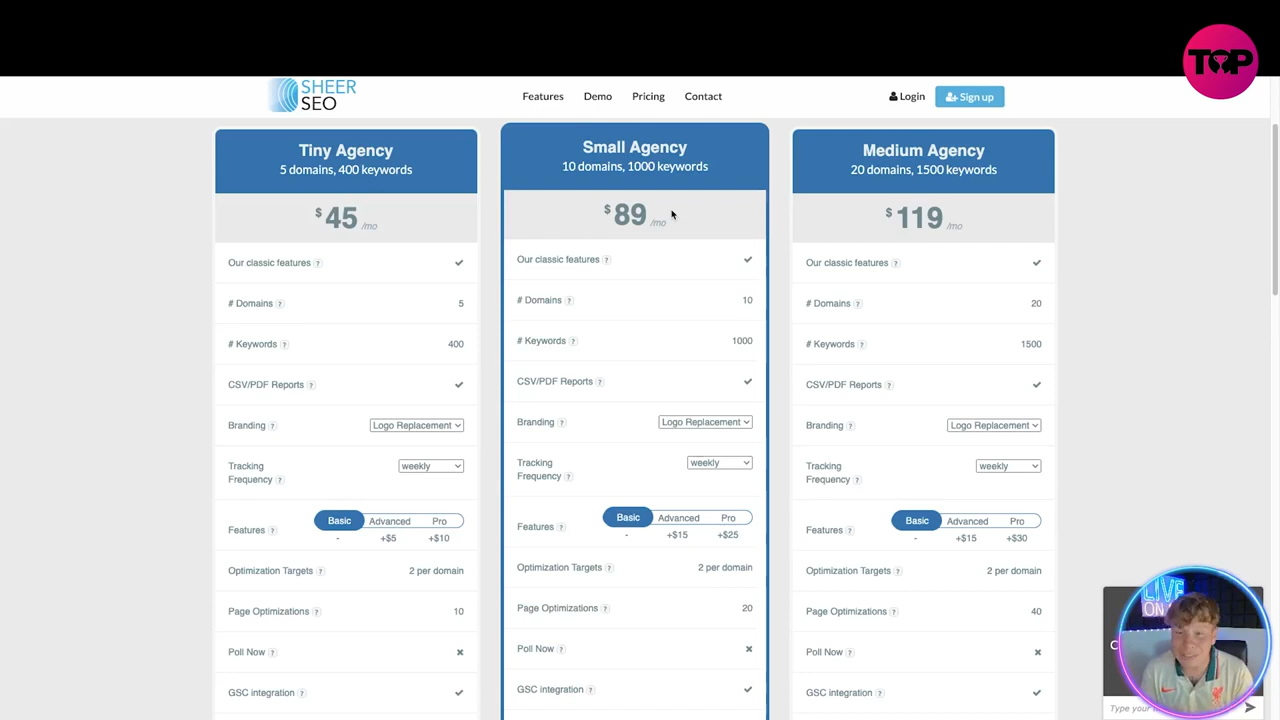 TOP
SHEER
SEO
Features
Demo
Pricing
Contact
Login
Sign up
Tiny Agency
5 domains, 400 keywords
$ 45 /mo
Our classic features ?
# Domains ? 5
# Keywords ? 400
CSV/PDF Reports ?
Branding ? Logo Replacement
Tracking
Frequency ? weekly
Features ? Basic Advanced Pro
- +$5 +$10
Optimization Targets ? 2 per domain
Page Optimizations ? 10
Poll Now ?
GSC integration ?
Small Agency
10 domains, 1000 keywords
$ 89 /mo
Our classic features ?
# Domains ? 10
# Keywords ? 1000
CSV/PDF Reports ?
Branding ? Logo Replacement
Tracking
Frequency ? weekly
Features ? Basic Advanced Pro
- +$15 +$25
Optimization Targets ? 2 per domain
Page Optimizations ? 20
Poll Now ?
GSC integration ?
Medium Agency
20 domains, 1500 keywords
$ 119 /mo
Our classic features ?
# Domains ? 20
# Keywords ? 1500
CSV/PDF Reports ?
Branding ? Logo Replacement
Tracking
Frequency ? weekly
Features ? Basic Advanced Pro
- +$15 +$30
Optimization Targets ? 2 per domain
Page Optimizations ? 40
Poll Now ?
GSC integration ?
LIVE
ON
Type your